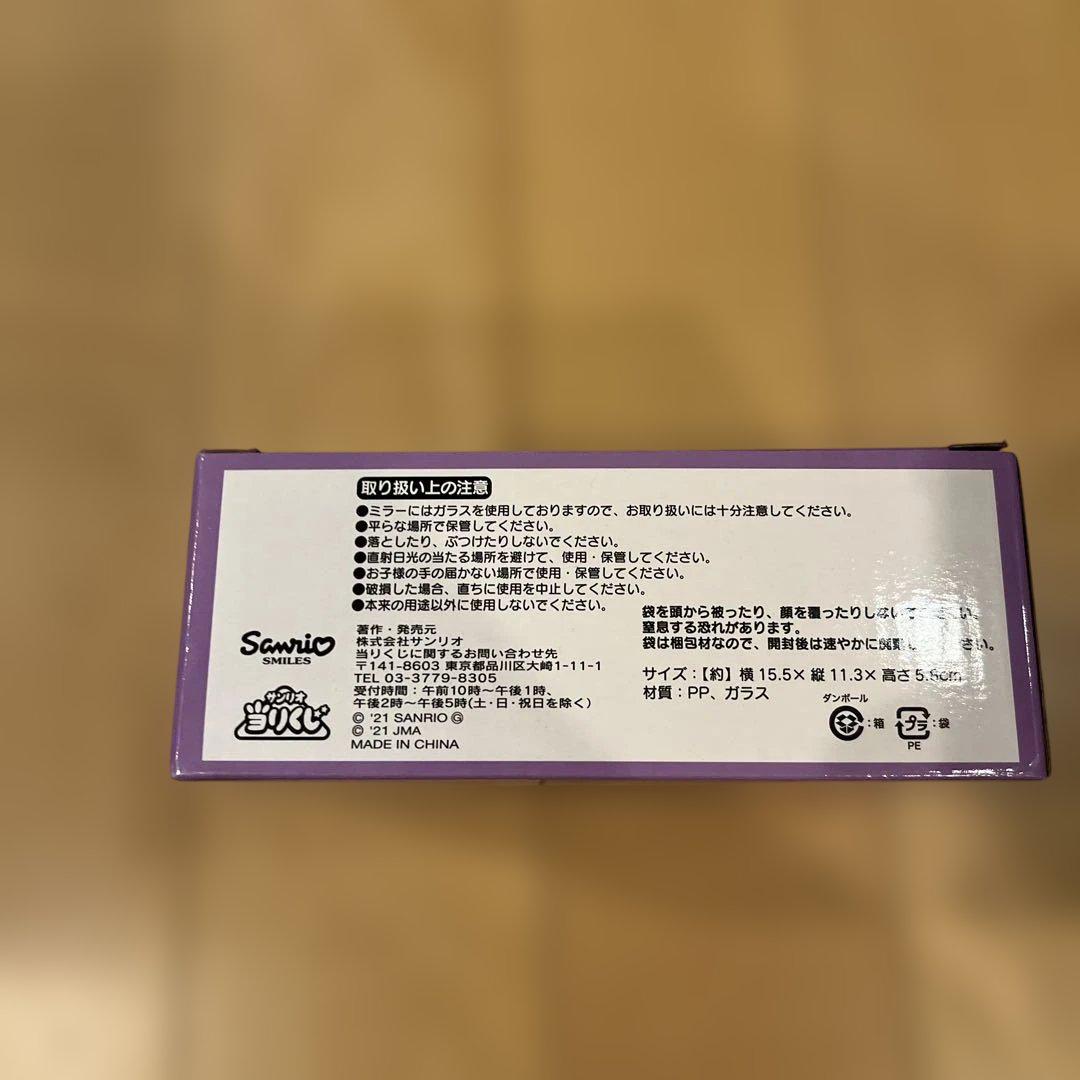 取り扱い上の注意
●ミラーにはガラスを使用しておりますので、お取り扱いには十分注意してください。
●平らな場所で保管してください。
●落としたり、ぶつけたりしないでください。
●直射日光の当たる場所を避けて、使用・保管してください。
●お子様の手の届かない場所で使用・保管してください。
●破損した場合、直ちに使用を中止してください。
●本来の用途以外に使用しないでください。
Sanrio
SMILES
サンリオ
当りくじ
著作・発売元
株式会社サンリオ
当りくじに関するお問い合わせ先
〒141-8603 東京都品川区大崎1-11-1
TEL 03-3779-8305
受付時間：午前10時～午後1時、
午後2時～午後5時(土・日・祝日を除く)
© '21 SANRIO Ⓖ
© '21 JMA
MADE IN CHINA
袋を頭から被ったり、顔を覆ったりしないでください。
窒息する恐れがあります。
袋は梱包材なので、開封後は速やかに
サイズ：【約】横 15.5× 縦 11.3× 高さ 5.8cm
材質：PP、ガラス
ダンボール
：箱
プラ
：袋
PE